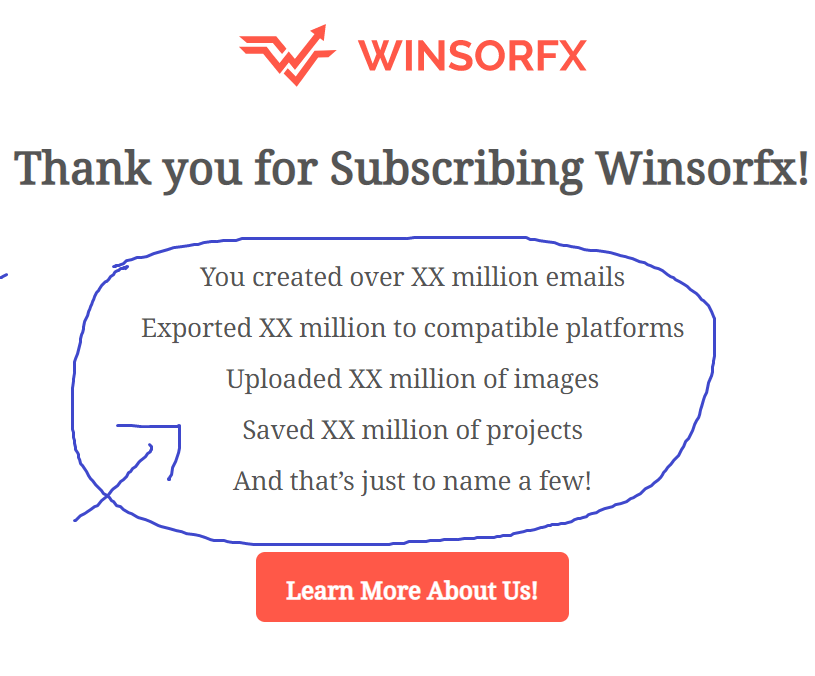 WINSORFX
Thank you for Subscribing Winsorfx!
You created over XX million emails
Exported XX million to compatible platforms
Uploaded XX million of images
Saved XX million of projects
And that’s just to name a few!
Learn More About Us!